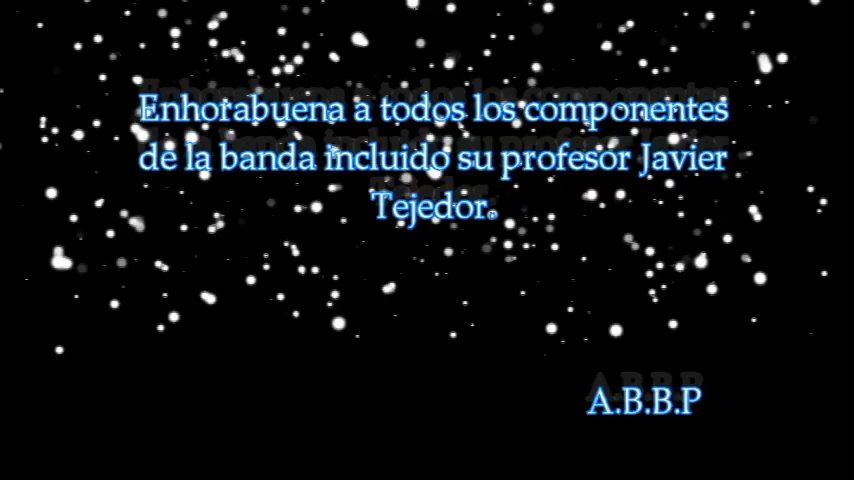 Enhorabuena a todos los componentes
de la banda incluido su profesor Javier
Tejedor.
A.B.B.P